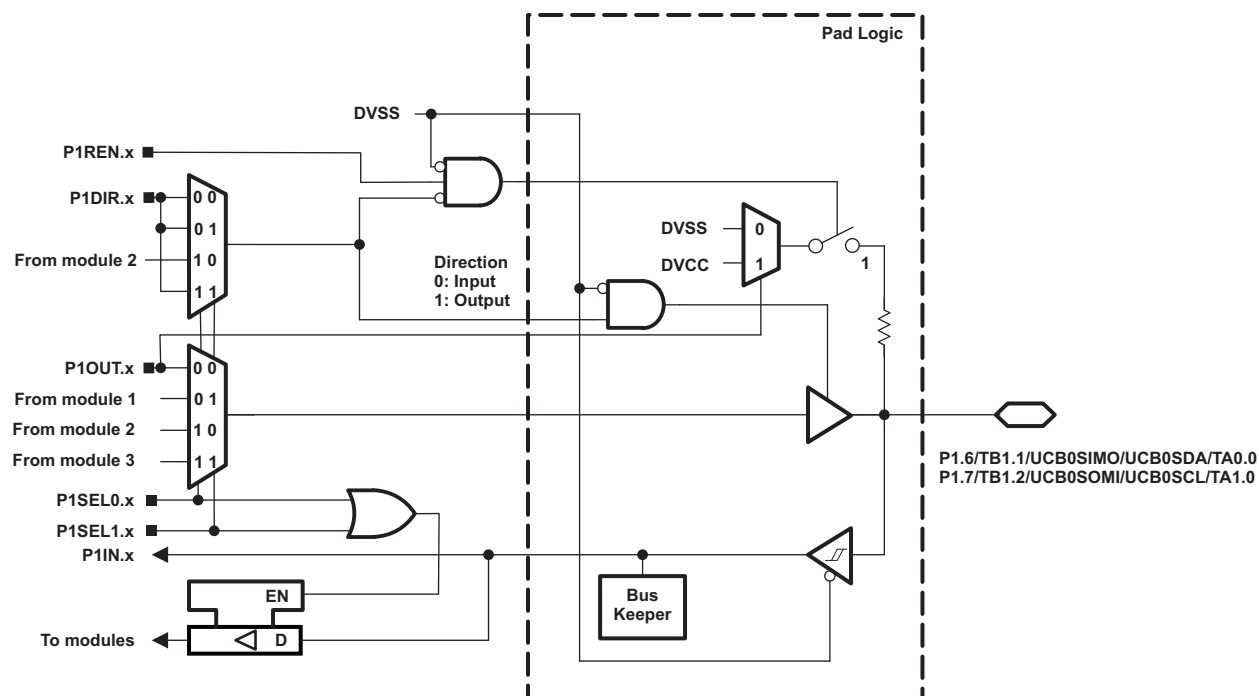 Pad Logic
DVSS
P1REN.x
P1DIR.x
0 0
0 1
From module 2
1 0
1 1
Direction
0: Input
1: Output
DVSS
0
DVCC
1
1
P1OUT.x
0 0
From module 1
0 1
From module 2
1 0
From module 3
1 1
P1.6/TB1.1/UCB0SIMO/UCB0SDA/TA0.0
P1.7/TB1.2/UCB0SOMI/UCB0SCL/TA1.0
P1SEL0.x
P1SEL1.x
P1IN.x
EN
Bus
Keeper
To modules
D